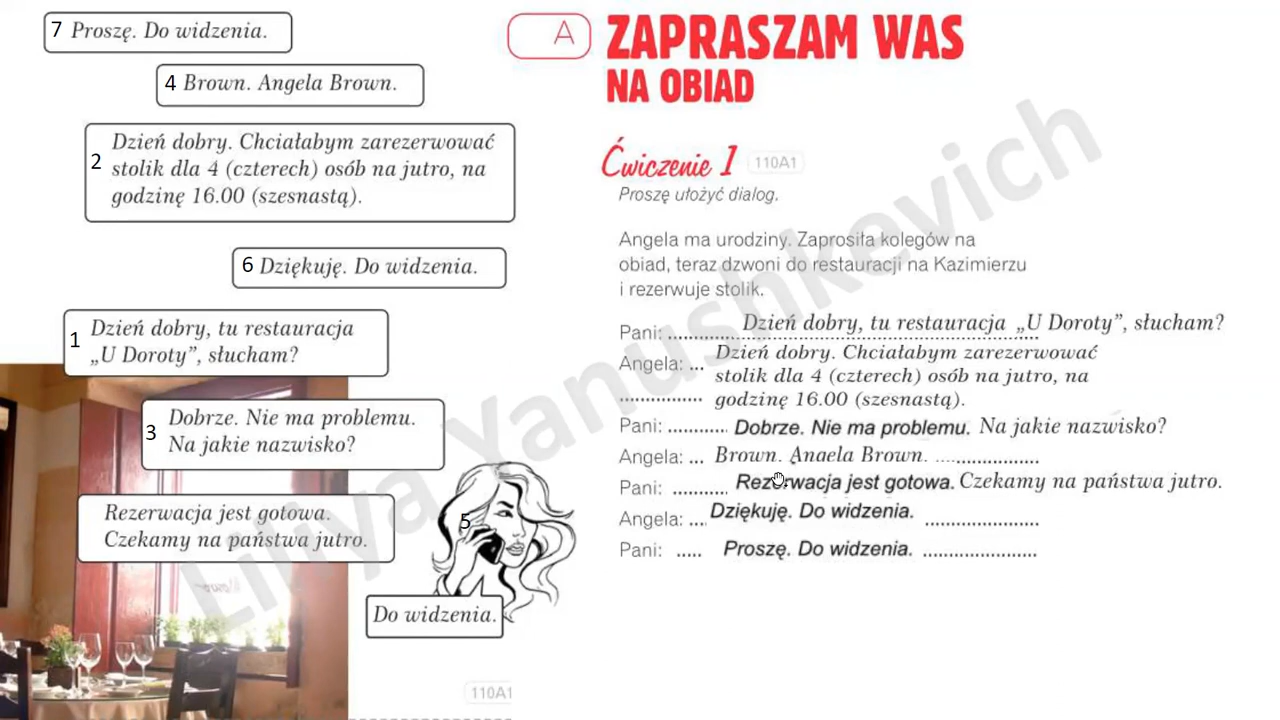 7 Proszę. Do widzenia.
4 Brown. Angela Brown.
2 Dzień dobry. Chciałabym zarezerwować
stolik dla 4 (czterech) osób na jutro, na
godzinę 16.00 (szesnastą).
6 Dziękuję. Do widzenia.
1 Dzień dobry, tu restauracja
„U Doroty”, słucham?
3 Dobrze. Nie ma problemu.
Na jakie nazwisko?
Rezerwacja jest gotowa.
Czekamy na państwa jutro.
5
Do widzenia.
110A1
A
ZAPRASZAM WAS
NA OBIAD
Ćwiczenie 1 110A1
Proszę ułożyć dialog.
Angela ma urodziny. Zaprosiła kolegów na
obiad, teraz dzwoni do restauracji na Kazimierzu
i rezerwuje stolik.
Pani: .......... Dzień dobry, tu restauracja „U Doroty”, słucham?
Angela: ... Dzień dobry. Chciałabym zarezerwować
stolik dla 4 (czterech) osób na jutro, na
godzinę 16.00 (szesnastą).
Pani: ............ Dobrze. Nie ma problemu. Na jakie nazwisko?
Angela: ... Brown. Angela Brown. ...................
Pani: ........... Rezerwacja jest gotowa. Czekamy na państwa jutro.
Angela: .... Dziękuję. Do widzenia. .......................
Pani: ..... Proszę. Do widzenia. .......................
Liliya Yanushkevich